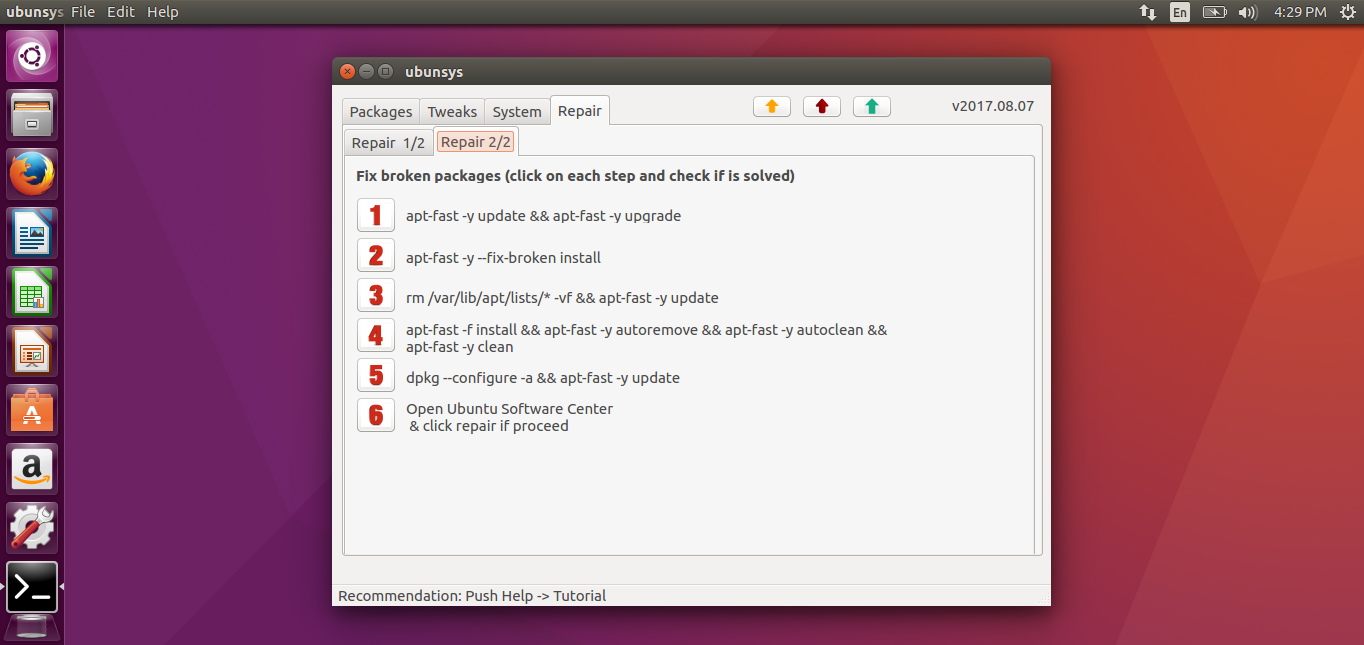 ubunsys File Edit Help
En
4:29 PM
ubunsys
Packages Tweaks System Repair
v2017.08.07
Repair 1/2 Repair 2/2
Fix broken packages (click on each step and check if is solved)
1 apt-fast -y update && apt-fast -y upgrade
2 apt-fast -y --fix-broken install
3 rm /var/lib/apt/lists/* -vf && apt-fast -y update
4 apt-fast -f install && apt-fast -y autoremove && apt-fast -y autoclean &&
apt-fast -y clean
5 dpkg --configure -a && apt-fast -y update
6 Open Ubuntu Software Center
& click repair if proceed
Recommendation: Push Help -> Tutorial